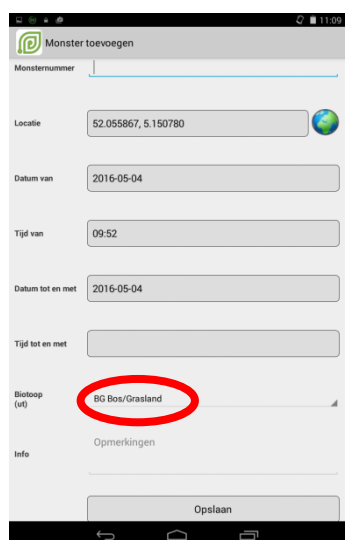 11:09
Monster toevoegen
Monsternummer
Locatie 52.055867, 5.150780
Datum van 2016-05-04
Tijd van 09:52
Datum tot en met 2016-05-04
Tijd tot en met
Biotoop
(ut) BG Bos/Grasland
Info Opmerkingen
Opslaan